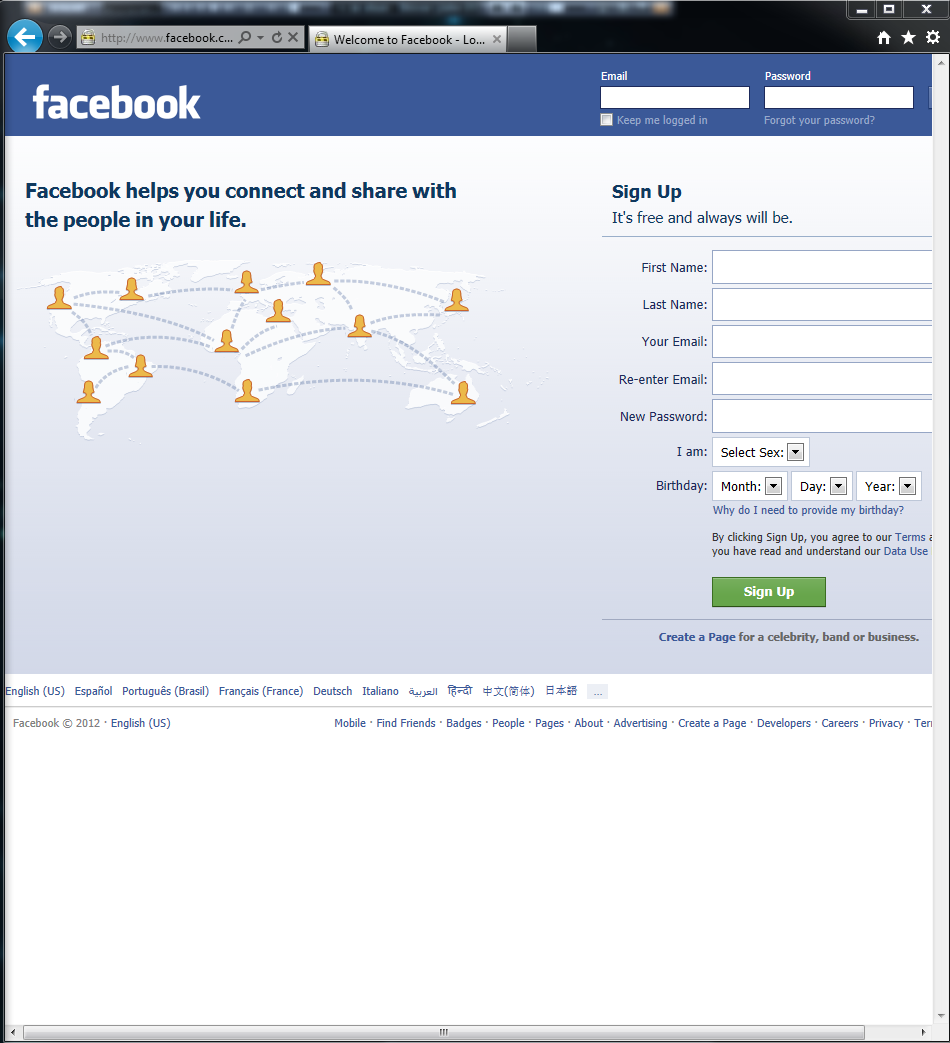 http://www.facebook.c...
Welcome to Facebook - Lo...
facebook
Email
Password
Keep me logged in
Forgot your password?
Facebook helps you connect and share with
the people in your life.
Sign Up
It's free and always will be.
First Name:
Last Name:
Your Email:
Re-enter Email:
New Password:
I am:
Select Sex:
Birthday:
Month:
Day:
Year:
Why do I need to provide my birthday?
By clicking Sign Up, you agree to our Terms a
you have read and understand our Data Use
Sign Up
Create a Page for a celebrity, band or business.
English (US) Español Português (Brasil) Français (France) Deutsch Italiano العربية हिन्दी 中文(简体) 日本語 ...
Facebook © 2012 · English (US)
Mobile · Find Friends · Badges · People · Pages · About · Advertising · Create a Page · Developers · Careers · Privacy · Ter